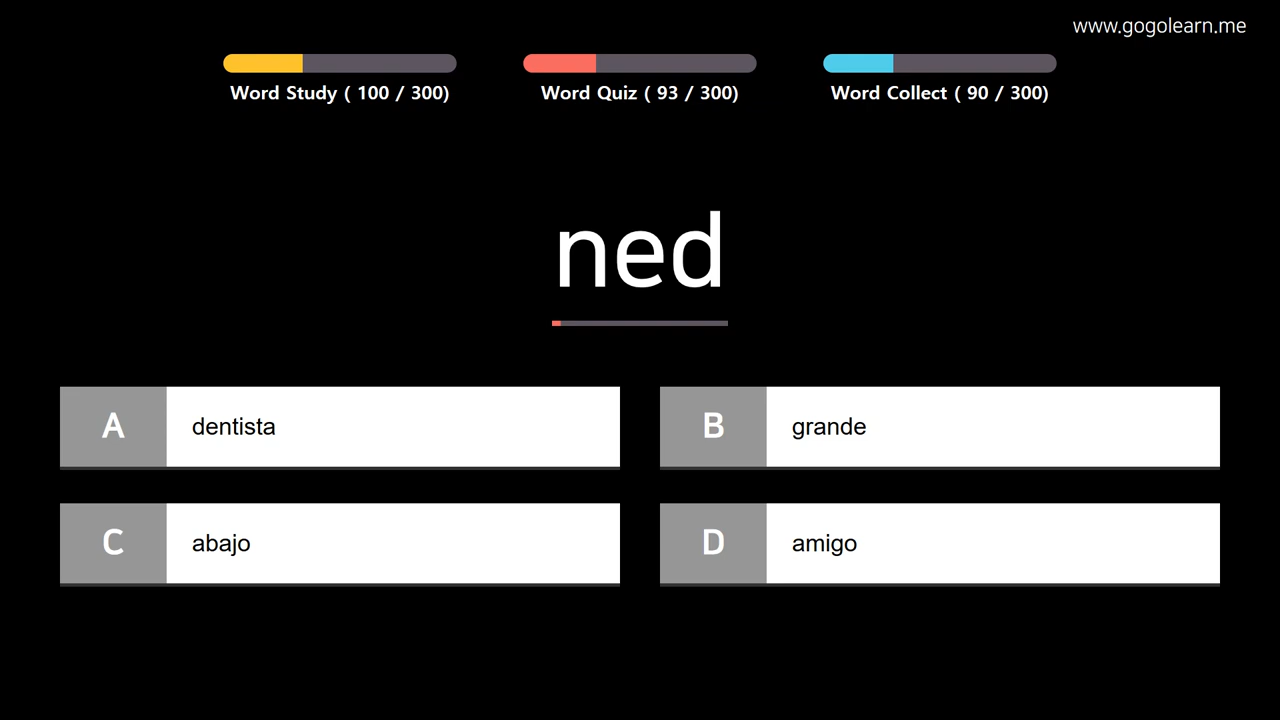 www.gogolearn.me
Word Study ( 100 / 300)
Word Quiz ( 93 / 300)
Word Collect ( 90 / 300)
ned
A dentista
B grande
C abajo
D amigo